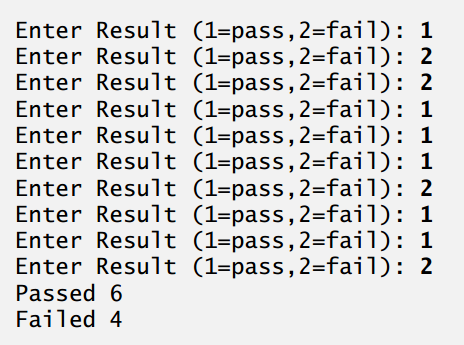 Enter Result (1=pass,2=fail): 1
Enter Result (1=pass,2=fail): 2
Enter Result (1=pass,2=fail): 2
Enter Result (1=pass,2=fail): 1
Enter Result (1=pass,2=fail): 1
Enter Result (1=pass,2=fail): 1
Enter Result (1=pass,2=fail): 2
Enter Result (1=pass,2=fail): 1
Enter Result (1=pass,2=fail): 1
Enter Result (1=pass,2=fail): 2
Passed 6
Failed 4